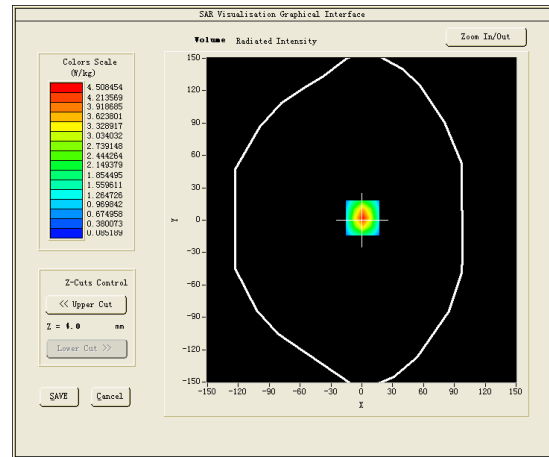 SAR Visualisation Graphical Interface
Volume Radiated Intensity
Zoom In/Out
Colors Scale
(W/kg)
4.508454
4.213569
3.918685
3.623801
3.328917
3.034032
2.739148
2.444264
2.149379
1.854495
1.559611
1.264726
0.969842
0.674958
0.380073
0.085189
150
120
90
60
30
0
-30
-60
-90
-120
-150
Y
-150 -120 -90 -60 -30 0 30 60 90 120 150
X
Z-Cuts Control
<< Upper Cut
Z = 4.0 mm
Lower Cut >>
SAVE
Cancel